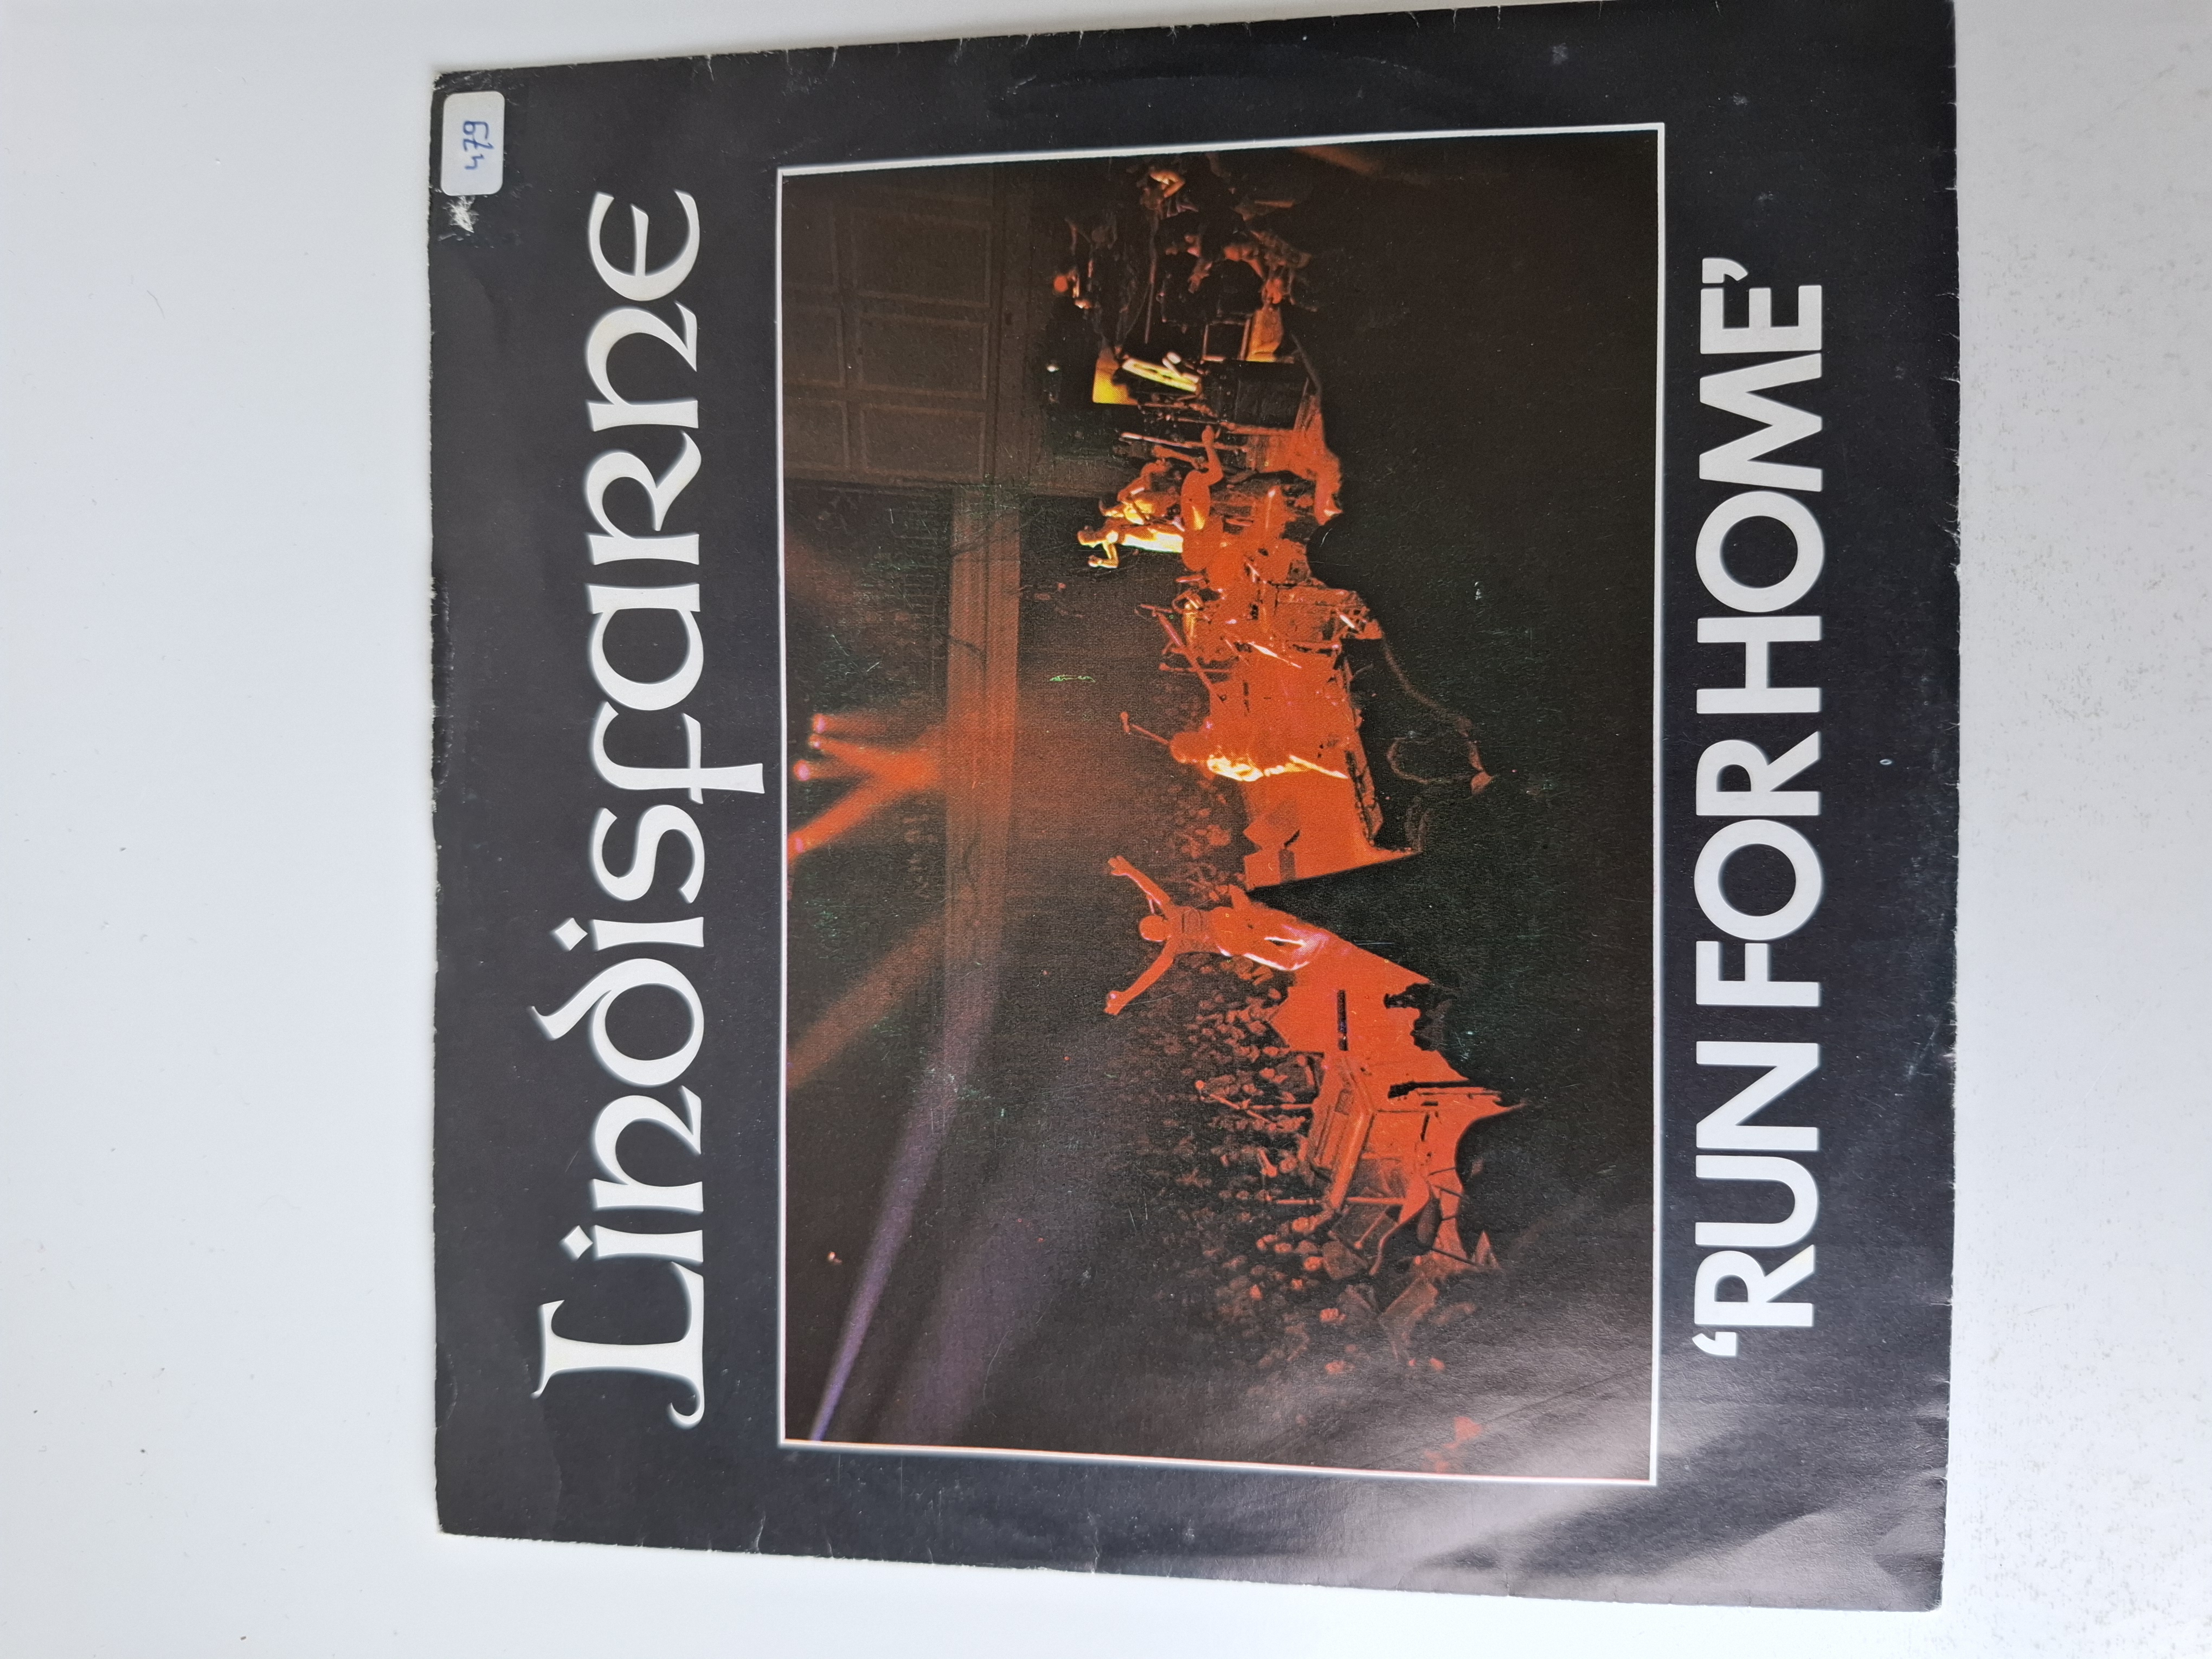 479
Lindisfarne
'RUN FOR HOME'